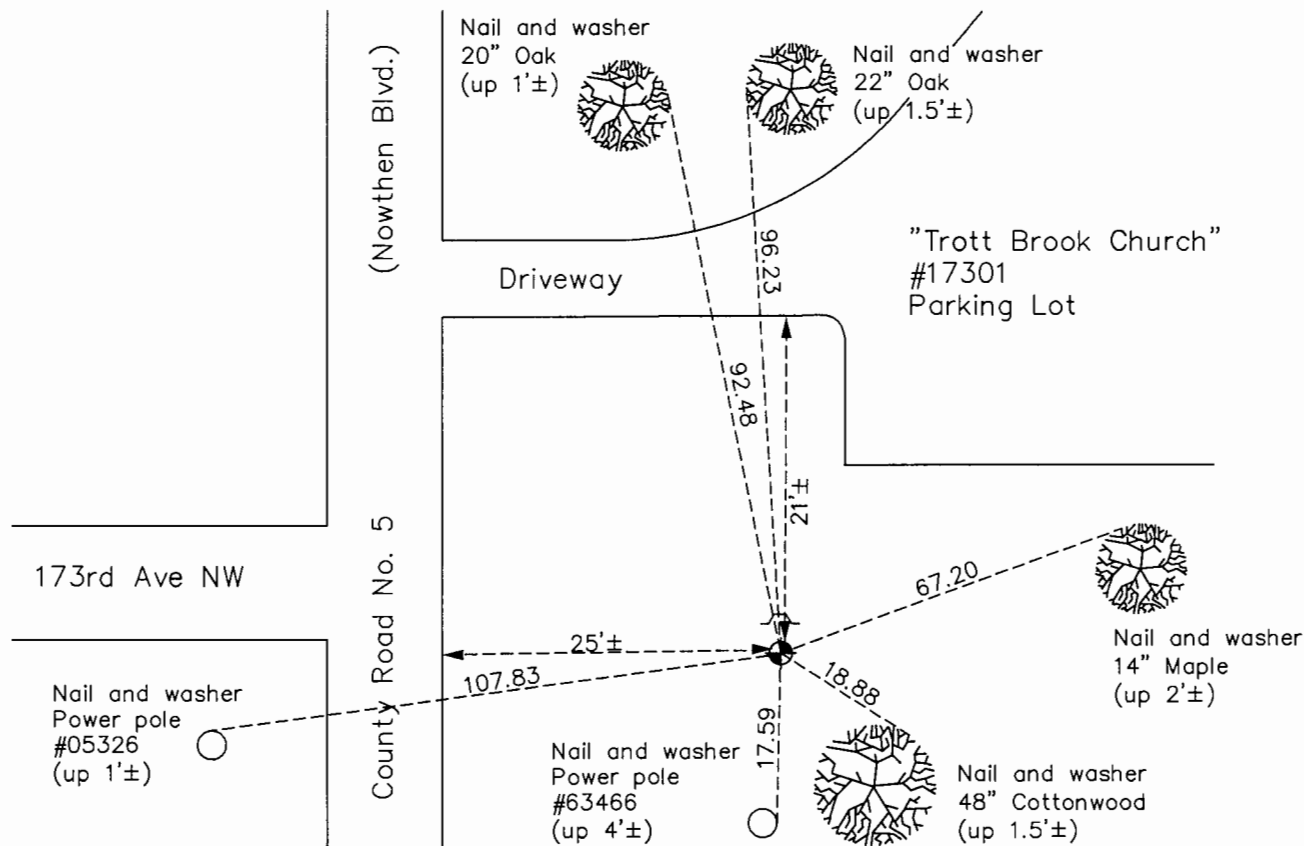 Nail and washer
20" Oak
(up 1'±)
Nail and washer
22" Oak
(up 1.5'±)
(Nowthen Blvd.)
"Trott Brook Church"
#17301
Parking Lot
Driveway
96.23
92.48
21'±
173rd Ave NW
County Road No. 5
67.20
25'±
107.83
18.88
17.59
Nail and washer
14" Maple
(up 2'±)
Nail and washer
Power pole
#05326
(up 1'±)
Nail and washer
Power pole
#63466
(up 4'±)
Nail and washer
48" Cottonwood
(up 1.5'±)